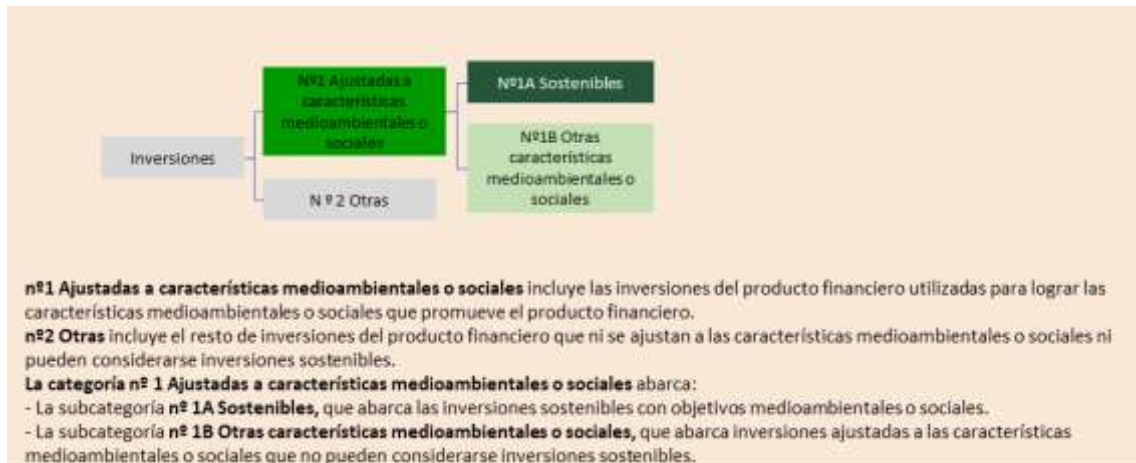 Nº1 Ajustadas a
características
medioambientales o
sociales
Nº1A Sostenibles
Inversiones
Nº1B Otras
características
medioambientales o
sociales
N º 2 Otras
nº1 Ajustadas a características medioambientales o sociales incluye las inversiones del producto financiero utilizadas para lograr las
características medioambientales o sociales que promueve el producto financiero.
nº2 Otras incluye el resto de inversiones del producto financiero que ni se ajustan a las características medioambientales o sociales ni
pueden considerarse inversiones sostenibles.
La categoría nº 1 Ajustadas a características medioambientales o sociales abarca:
- La subcategoría nº 1A Sostenibles, que abarca las inversiones sostenibles con objetivos medioambientales o sociales.
- La subcategoría nº 1B Otras características medioambientales o sociales, que abarca inversiones ajustadas a las características
medioambientales o sociales que no pueden considerarse inversiones sostenibles.